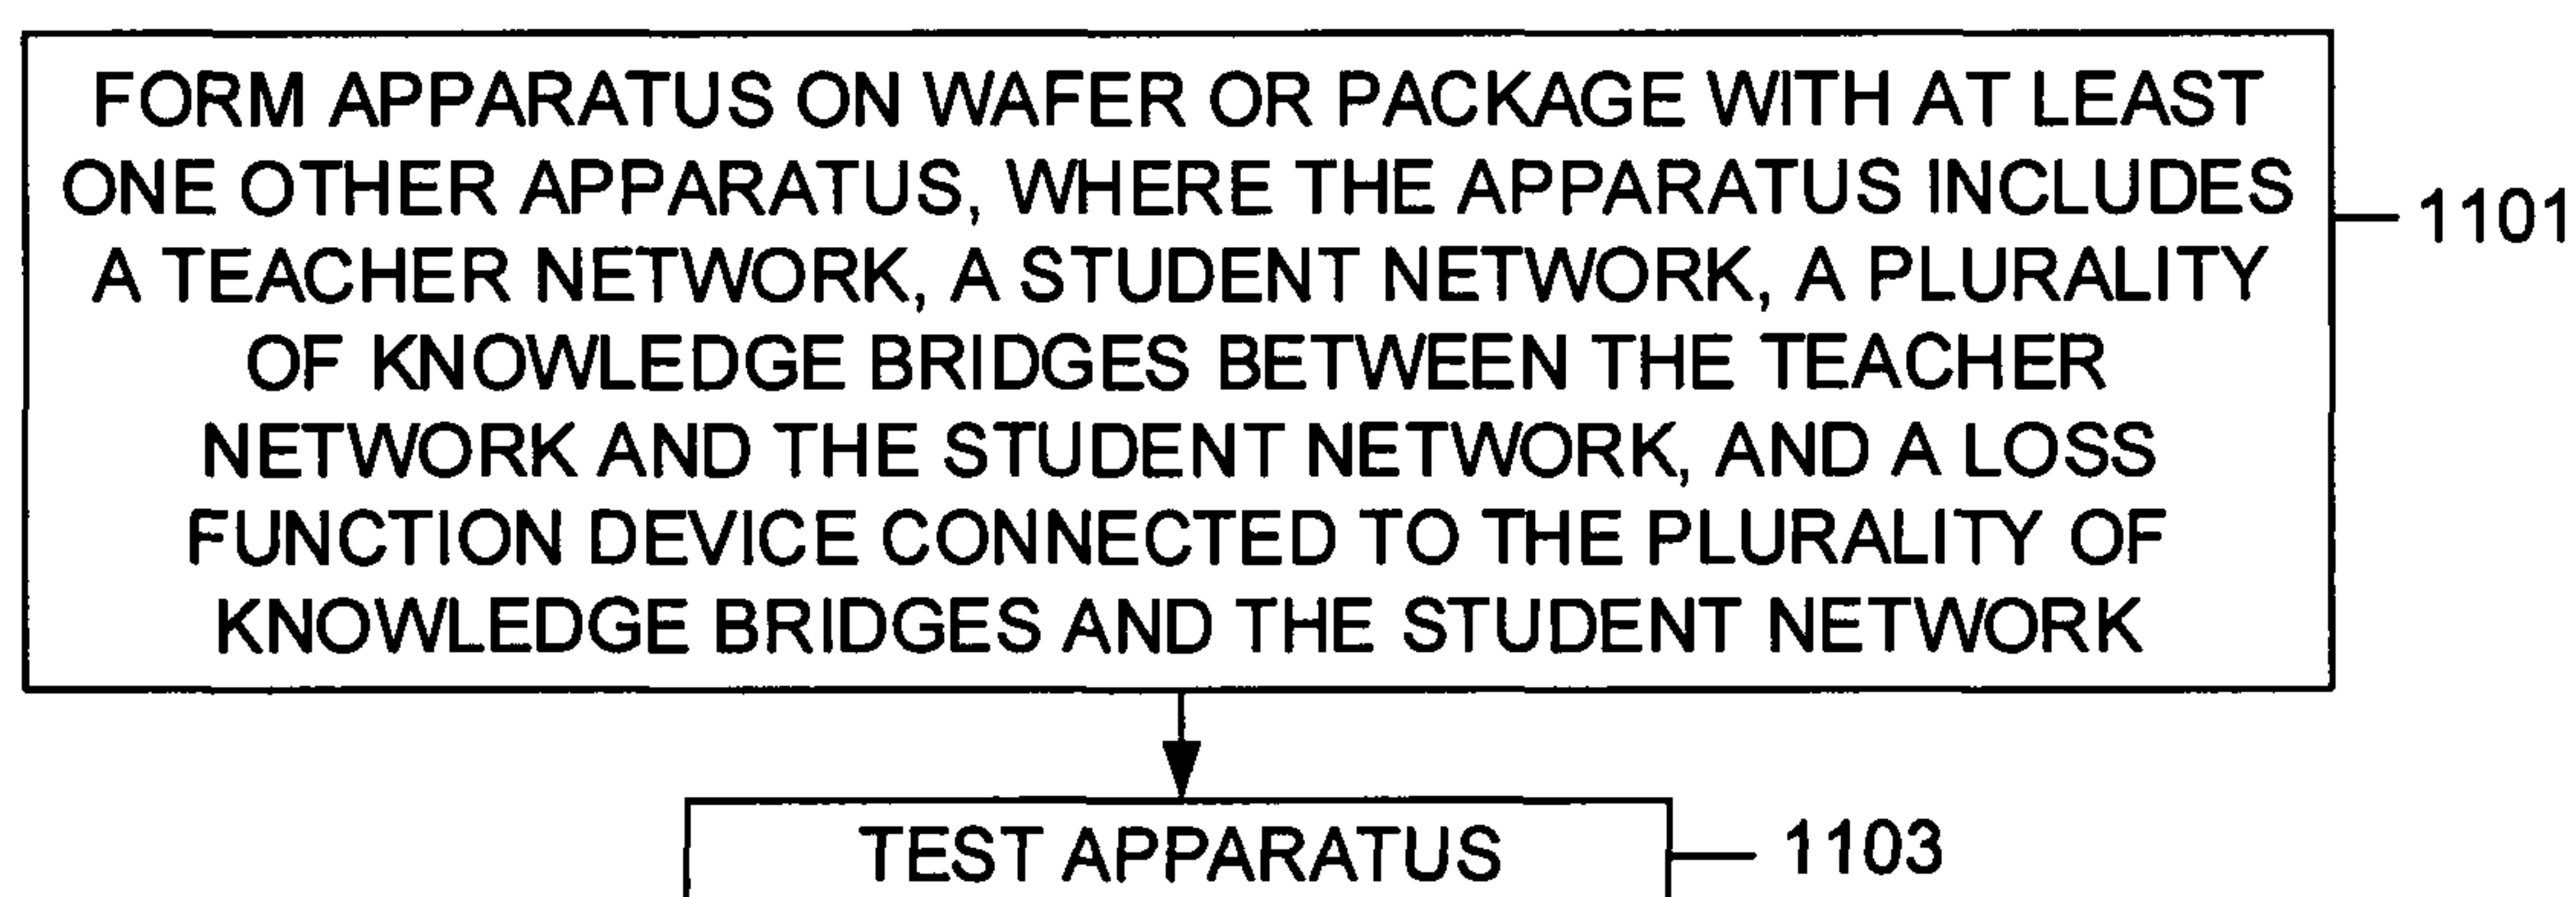 FORM APPARATUS ON WAFER OR PACKAGE WITH AT LEAST
ONE OTHER APPARATUS, WHERE THE APPARATUS INCLUDES
1101
A TEACHER NETWORK, A STUDENT NETWORK, A PLURALITY
OF KNOWLEDGE BRIDGES BETWEEN THE TEACHER
NETWORK AND THE STUDENT NETWORK, AND A LOSS
FUNCTION DEVICE CONNECTED TO THE PLURALITY OF
KNOWLEDGE BRIDGES AND THE STUDENT NETWORK
TEST APPARATUS
1103